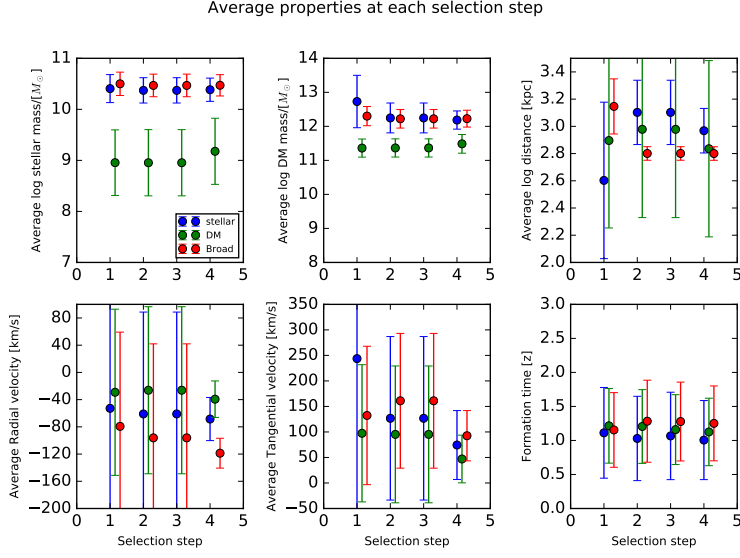 Average properties at each selection step
Average log stellar mass/[M☉]
11
10
9
8
7
0 1 2 3 4 5
stellar
DM
Broad
Average log DM mass/[M☉]
14
13
12
11
10
9
8
0 1 2 3 4 5
Average log distance [kpc]
3.4
3.2
3.0
2.8
2.6
2.4
2.2
2.0
0 1 2 3 4 5
Average Radial velocity [km/s]
80
40
0
−40
−80
−120
−160
−200
0 1 2 3 4 5
Selection step
Average Tangential velocity [km/s]
350
300
250
200
150
100
50
0
−50
0 1 2 3 4 5
Selection step
Formation time [z]
3.0
2.5
2.0
1.5
1.0
0.5
0.0
0 1 2 3 4 5
Selection step